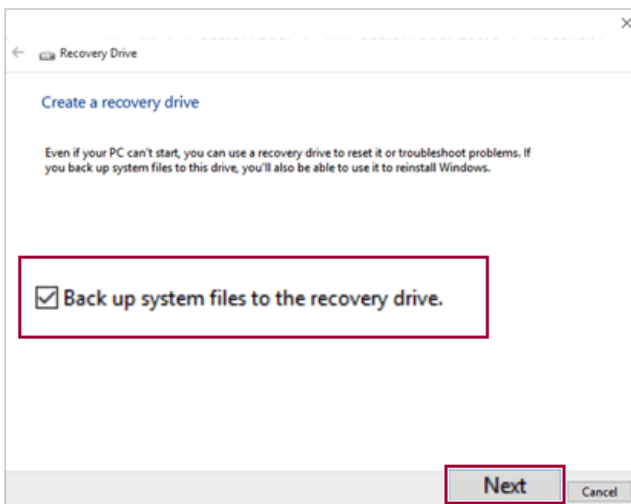 Recovery Drive
Create a recovery drive
Even if your PC can't start, you can use a recovery drive to reset it or troubleshoot problems. If
you back up system files to this drive, you'll also be able to use it to reinstall Windows.
Back up system files to the recovery drive.
Next
Cancel